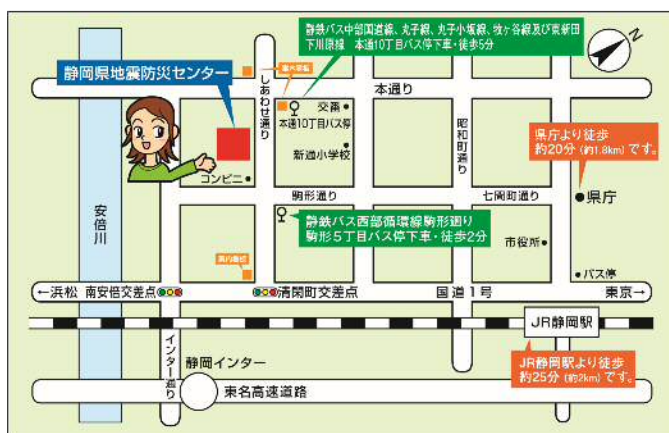 静鉄バス中部国道線、丸子線、丸子小坂線、牧ヶ谷線及び東新田
下川原線　本通10丁目バス停下車・徒歩5分
N
静岡県地震防災センター
案内看板
しあわせ通り
本通り
交番
本通10丁目バス停
新通小学校
昭和町通り
県庁より徒歩
約20分(約1.8km)です。
コンビニ
駒形通り
七間町通り
県庁
安倍川
静鉄バス西部循環線駒形廻り
駒形5丁目バス停下車・徒歩2分
市役所
案内看板
バス停
←浜松
南安倍交差点
清閑町交差点
国道1号
東京→
JR静岡駅
インター通り
静岡インター
JR静岡駅より徒歩
約25分(約2km)です。
東名高速道路